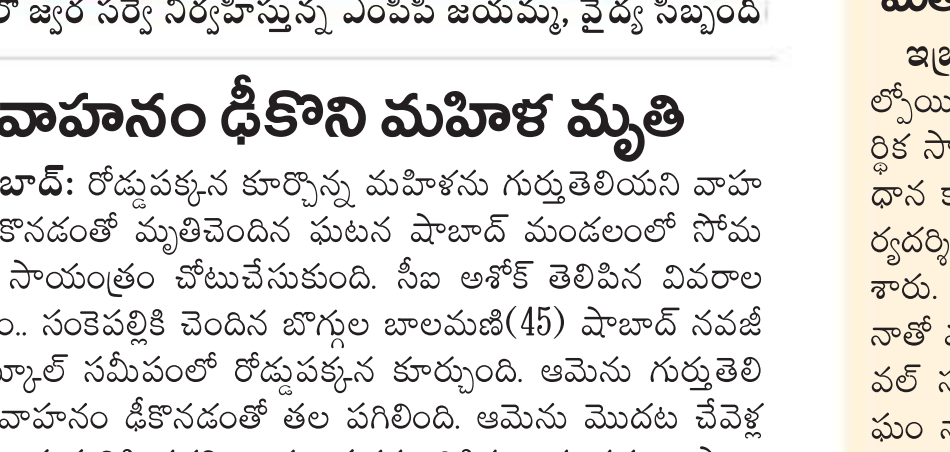 జ్వర సర్వే నిర్వహిస్తున్న ఎంపీపీ జయమ్మ, వైద్య సిబ్బంది
వాహనం ఢీకొని మహిళ మృతి
బాద్: రోడ్డుపక్కన కూర్చొన్న మహిళను గుర్తుతెలియని వాహ
కొనడంతో మృతిచెందిన ఘటన షాబాద్ మండలంలో సోమ
సాయంత్రం చోటుచేసుకుంది. సీఐ అశోక్ తెలిపిన వివరాల
సంకెపల్లికి చెందిన బొగ్గుల బాలమణి(45) షాబాద్ నవజీ
స్కూల్ సమీపంలో రోడ్డుపక్కన కూర్చుంది. ఆమెను గుర్తుతెలి
వాహనం ఢీకొనడంతో తల పగిలింది. ఆమెను మొదట చేవెళ్ల
ఇబ్ర
ల్పోయి
ర్థిక సా
ధాన
ర్యదర్శి
శారు.
నాతో
వల్
ఘం